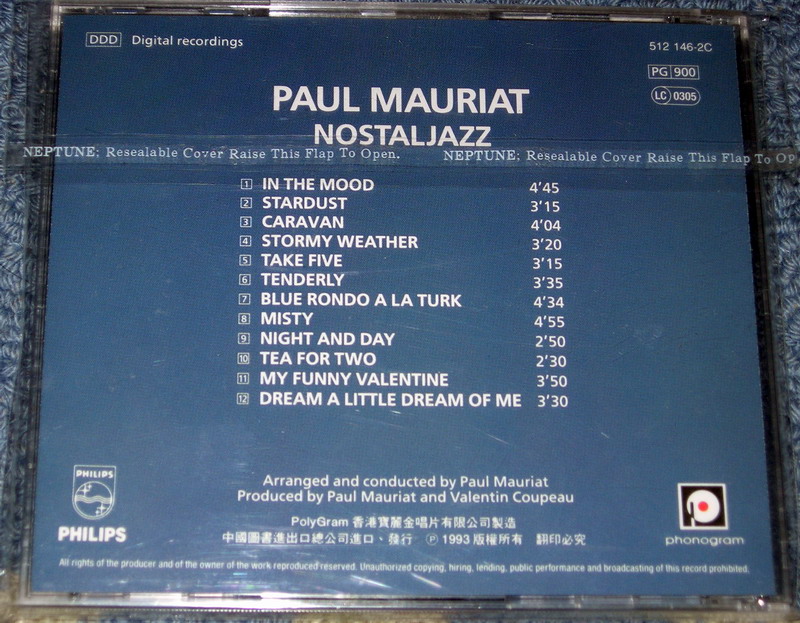 DDD Digital recordings
512 146-2C
PG 900
LC 0305
PAUL MAURIAT
NOSTALJAZZ
NEPTUNE; Resealable Cover Raise This Flap To Open. NEPTUNE; Resealable Cover Raise This Flap To Op
1 IN THE MOOD 4'45
2 STARDUST 3'15
3 CARAVAN 4'04
4 STORMY WEATHER 3'20
5 TAKE FIVE 3'15
6 TENDERLY 3'35
7 BLUE RONDO A LA TURK 4'34
8 MISTY 4'55
9 NIGHT AND DAY 2'50
10 TEA FOR TWO 2'30
11 MY FUNNY VALENTINE 3'50
12 DREAM A LITTLE DREAM OF ME 3'30
Arranged and conducted by Paul Mauriat
Produced by Paul Mauriat and Valentin Coupeau
PolyGram 香港寶麗金唱片有限公司製造
中國圖書進出口總公司進口、發行 Ⓟ 1993 版權所有 翻印必究
PHILIPS
PHILIPS
phonogram
All rights of the producer and of the owner of the work reproduced reserved. Unauthorized copying, hiring, lending, public performance and broadcasting of this record prohibited.